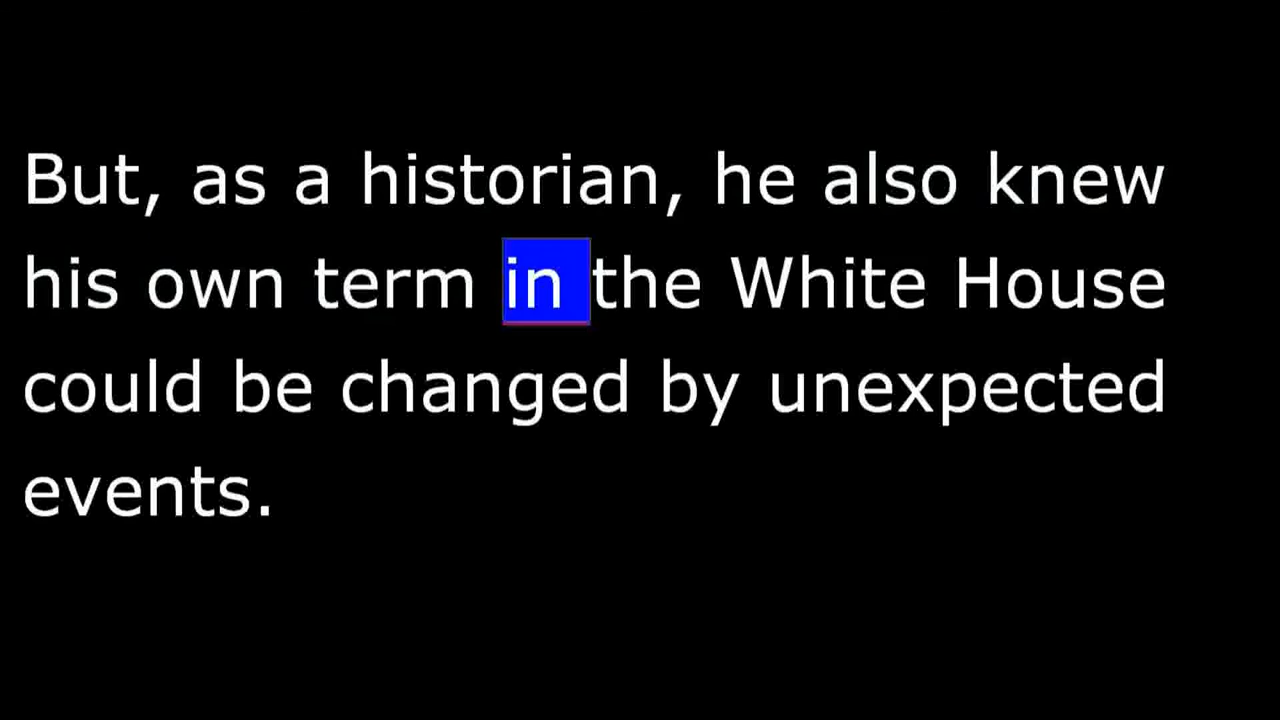 But, as a historian, he also knew
his own term in the White House
could be changed by unexpected
events.